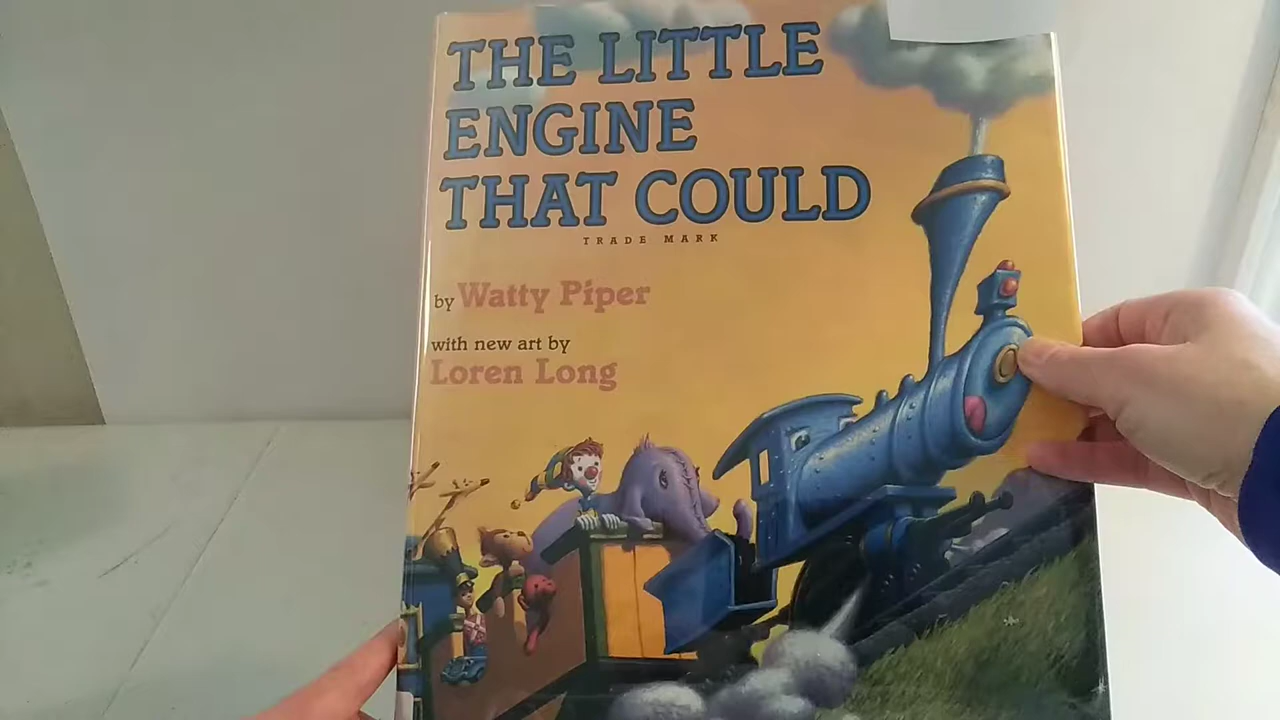 THE LITTLE
ENGINE
THAT COULD
TRADE MARK
by Watty Piper
with new art by
Loren Long